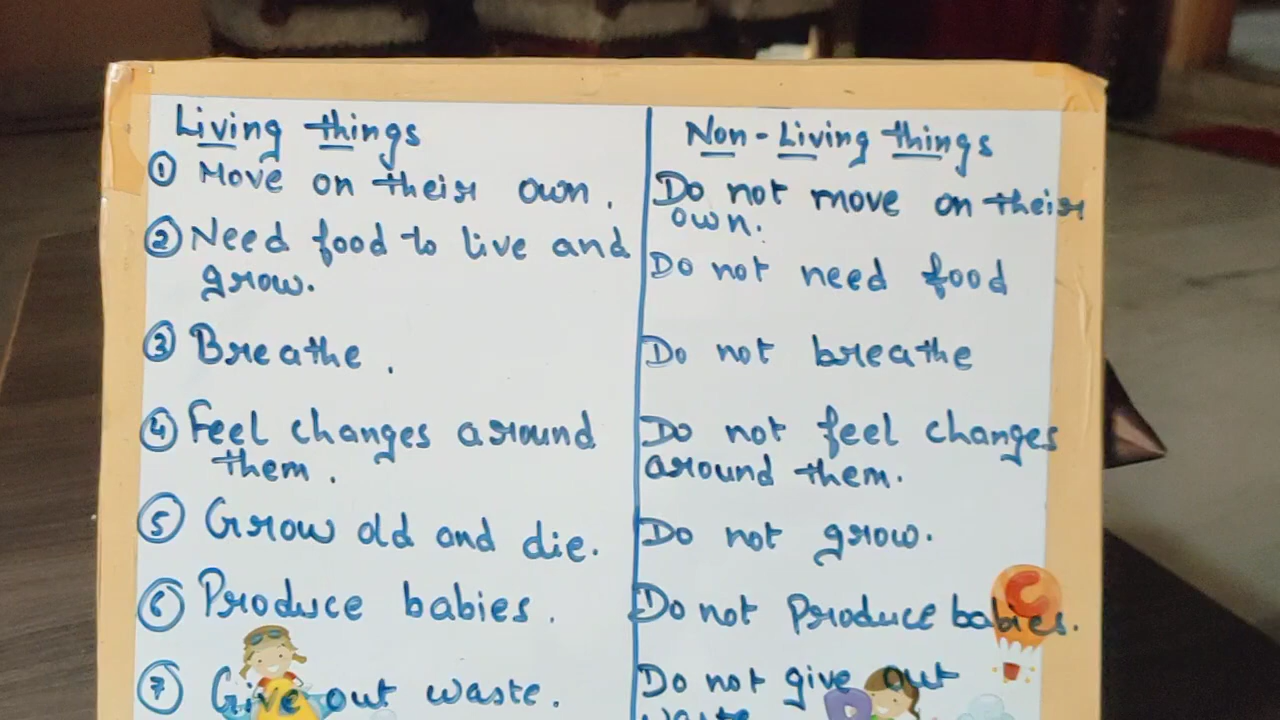 Living things
① Move on their own.
② Need food to live and
grow.
③ Breathe.
④ Feel changes around
them.
⑤ Grow old and die.
⑥ Produce babies.
⑦ Give out waste.
Non-Living things
Do not move on their
own.
Do not need food
Do not breathe
Do not feel changes
around them.
Do not grow.
Do not Produce babies.
Do not give out
waste
C